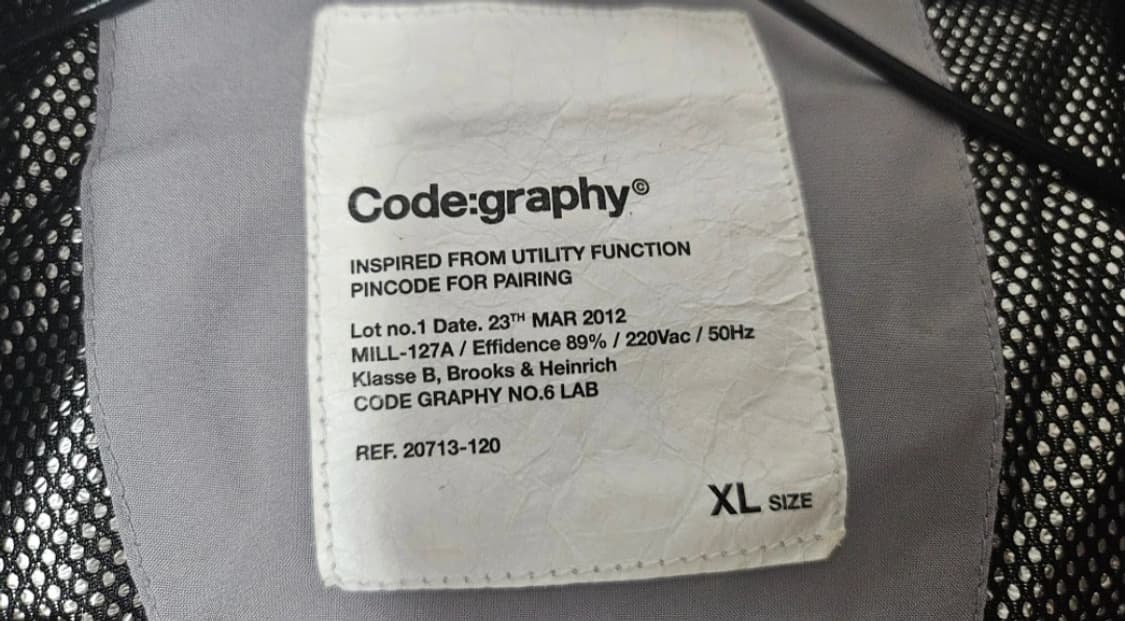 Code:graphy©
INSPIRED FROM UTILITY FUNCTION
PINCODE FOR PAIRING
Lot no.1 Date. 23TH MAR 2012
MILL-127A / Effidence 89% / 220Vac / 50Hz
Klasse B, Brooks & Heinrich
CODE GRAPHY NO.6 LAB
REF. 20713-120
XL SIZE